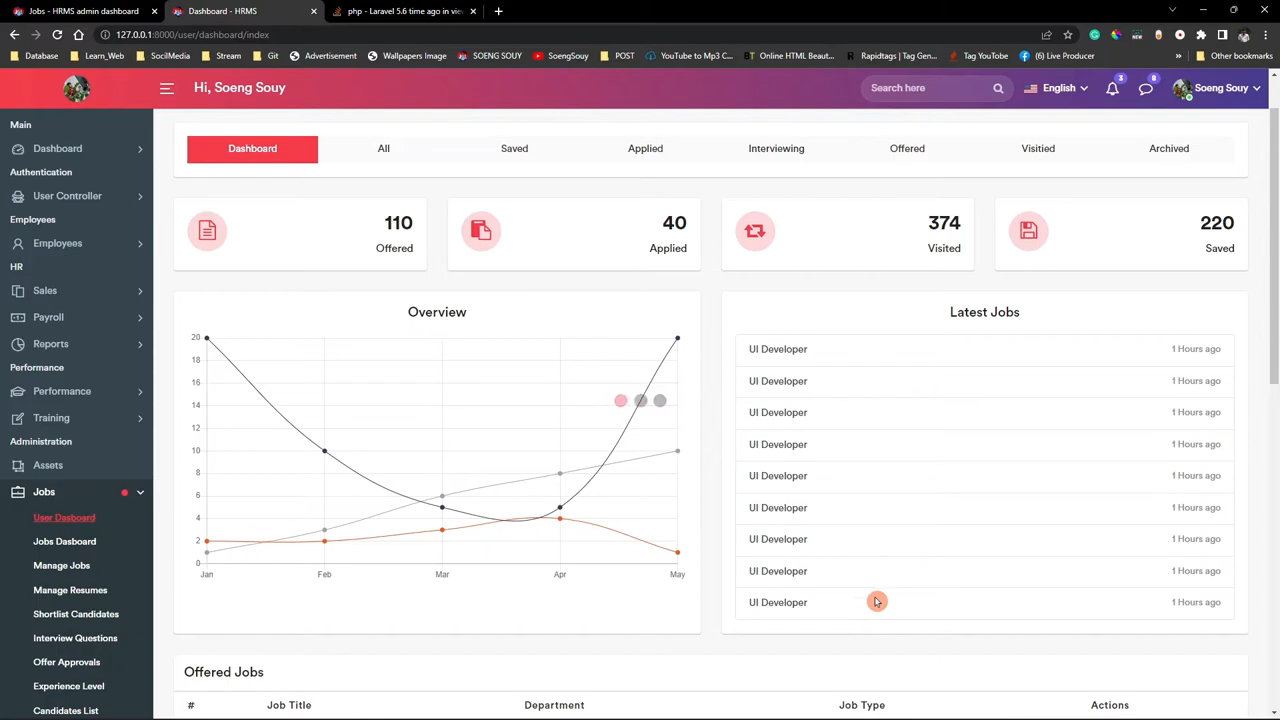 Jobs - HRMS admin dashboard
Dashboard - HRMS
php - Laravel 5.6 time ago in vie
127.0.0.1:8000/user/dashboard/index
Database
Learn_Web
SocilMedia
Stream
Git
Advertisement
Wallpapers Image
SOENG SOUY
SoengSouy
POST
YouTube to Mp3 C...
Online HTML Beaut...
Rapidtags | Tag Gen...
Tag YouTube
(6) Live Producer
Other bookmarks
Hi, Soeng Souy
Search here
English
3
8
Soeng Souy
Main
Dashboard
Authentication
User Controller
Employees
Employees
HR
Sales
Payroll
Reports
Performance
Performance
Training
Administration
Assets
Jobs
User Dasboard
Jobs Dasboard
Manage Jobs
Manage Resumes
Shortlist Candidates
Interview Questions
Offer Approvals
Experience Level
Candidates List
Dashboard
All
Saved
Applied
Interviewing
Offered
Visitied
Archived
110
Offered
40
Applied
374
Visited
220
Saved
Overview
20
18
16
14
12
10
8
6
4
2
0
Jan
Feb
Mar
Apr
May
Latest Jobs
UI Developer 1 Hours ago
UI Developer 1 Hours ago
UI Developer 1 Hours ago
UI Developer 1 Hours ago
UI Developer 1 Hours ago
UI Developer 1 Hours ago
UI Developer 1 Hours ago
UI Developer 1 Hours ago
UI Developer 1 Hours ago
Offered Jobs
# Job Title Department Job Type Actions